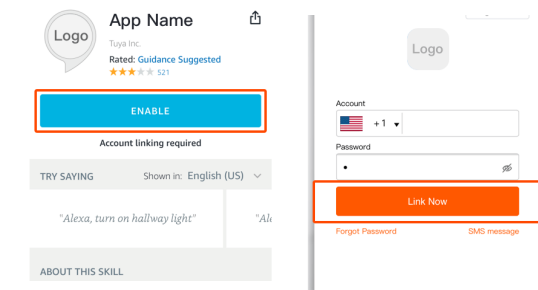 Logo
App Name
Tuya Inc.
Rated: Guidance Suggested
521
ENABLE
Account linking required
TRY SAYING
Shown in: English (US)
"Alexa, turn on hallway light"
"Ale
ABOUT THIS SKILL
Logo
Account
+1
Password
Link Now
Forgot Password
SMS message